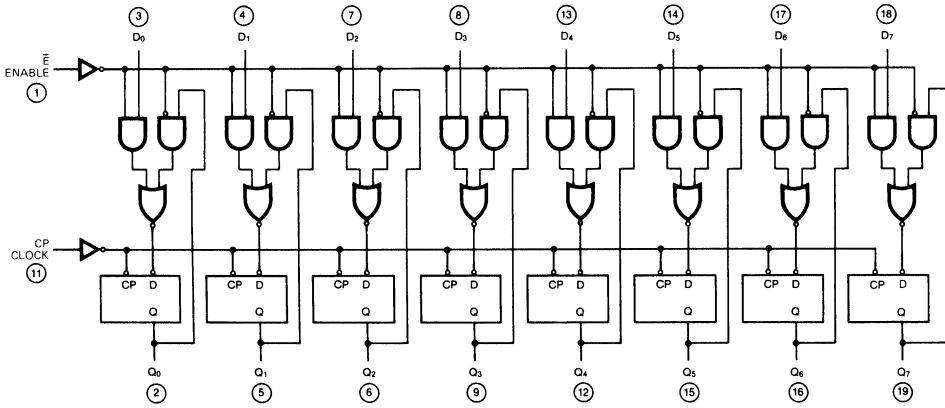 3 4 7 8 13 14 17 18
D0 D1 D2 D3 D4 D5 D6 D7
E̅
ENABLE
1
CP
CLOCK
11
CP D CP D CP D CP D CP D CP D CP D CP D
Q Q Q Q Q Q Q Q
Q0 Q1 Q2 Q3 Q4 Q5 Q6 Q7
2 5 6 9 12 15 16 19